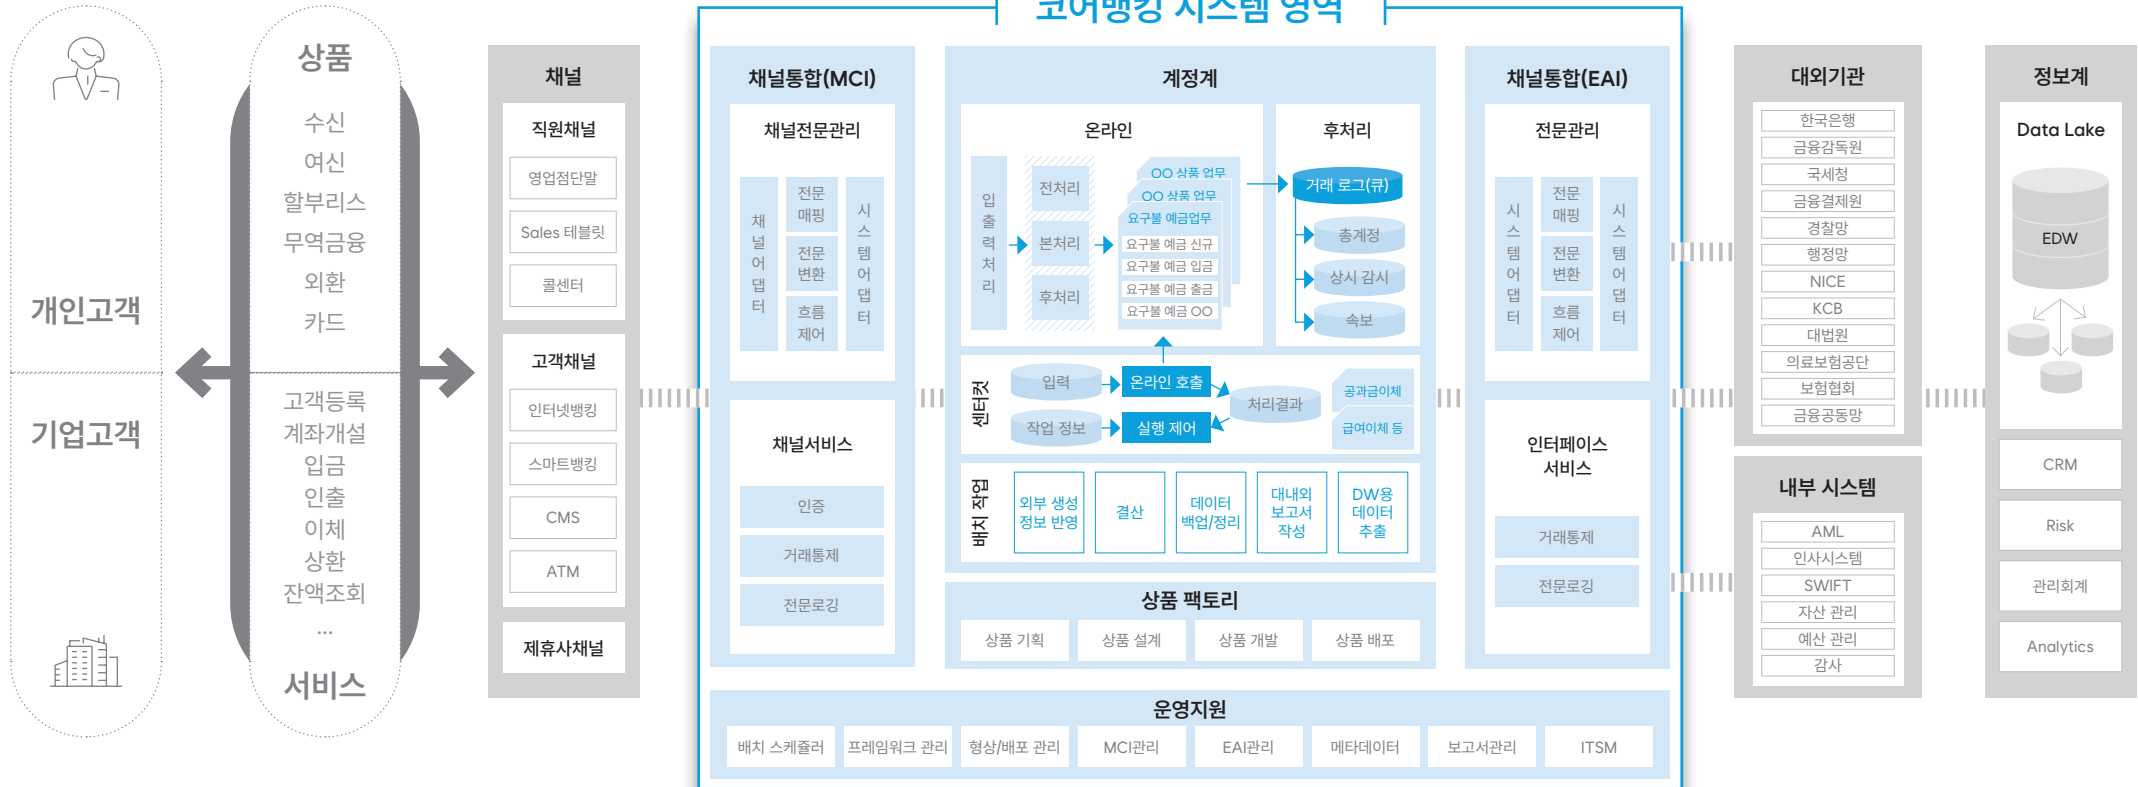 코어뱅킹 시스템 영역
개인고객
기업고객
상품
수신
여신
할부리스
무역금융
외환
카드
고객등록
계좌개설
입금
인출
이체
상환
잔액조회
...
서비스
채널
직원채널
영업점단말
Sales 테블릿
콜센터
고객채널
인터넷뱅킹
스마트뱅킹
CMS
ATM
제휴사채널
채널통합(MCI)
채널전문관리
채널어댑터
전문
매핑
전문
변환
흐름
제어
시스템어댑터
채널서비스
인증
거래통제
전문로깅
계정계
온라인
입출력처리
전처리
본처리
후처리
OO 상품 업무
OO 상품 업무
요구불 예금업무
요구불 예금 신규
요구불 예금 입금
요구불 예금 출금
요구불 예금 OO
후처리
거래 로그(큐)
총계정
상시 감시
속보
센터컷
입력
작업 정보
온라인 호출
실행 제어
처리결과
공과금이체
급여이체 등
배치 작업
외부 생성
정보 반영
결산
데이터
백업/정리
대내외
보고서
작성
DW용
데이터
추출
상품 팩토리
상품 기획
상품 설계
상품 개발
상품 배포
채널통합(EAI)
전문관리
시스템어댑터
전문
매핑
전문
변환
흐름
제어
시스템어댑터
인터페이스
서비스
거래통제
전문로깅
운영지원
배치 스케쥴러
프레임워크 관리
형상/배포 관리
MCI관리
EAI관리
메타데이터
보고서관리
ITSM
대외기관
한국은행
금융감독원
국세청
금융결제원
경찰망
행정망
NICE
KCB
대법원
의료보험공단
보험협회
금융공동망
내부 시스템
AML
인사시스템
SWIFT
자산 관리
예산 관리
감사
정보계
Data Lake
EDW
CRM
Risk
관리회계
Analytics